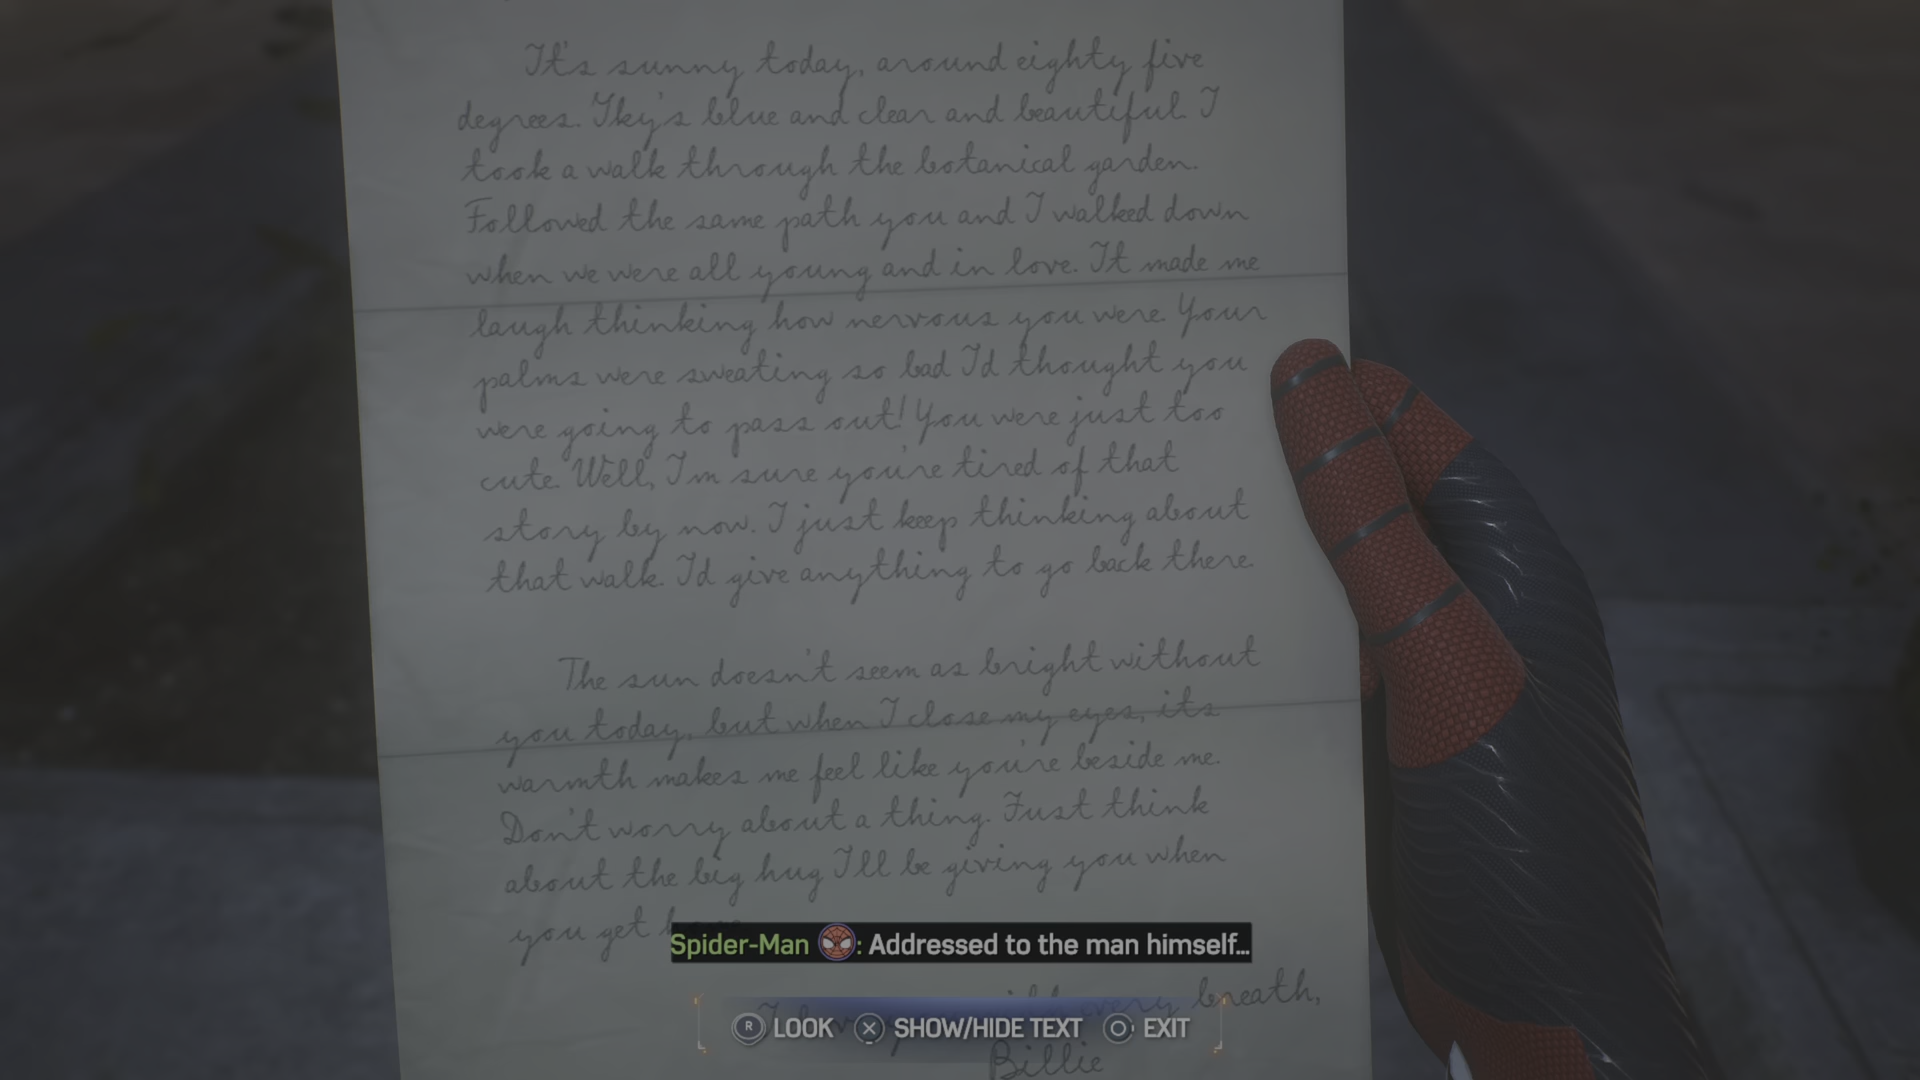 It's sunny today, around eighty five
degrees. Sky's blue and clear and beautiful. I
took a walk through the botanical garden.
Followed the same path you and I walked down
when we were all young and in love. It made me
laugh thinking how nervous you were. Your
palms were sweating so bad I'd thought you
were going to pass out! You were just too
cute. Well, I'm sure you're tired of that
story by now. I just keep thinking about
that walk. I'd give anything to go back there.
The sun doesn't seem as bright without
you today, but when I close my eyes, its
warmth makes me feel like you're beside me.
Don't worry about a thing. Just think
about the big hug I'll be giving you when
you get
Spider-Man : Addressed to the man himself...
every breath,
R LOOK X SHOW/HIDE TEXT O EXIT
Billie